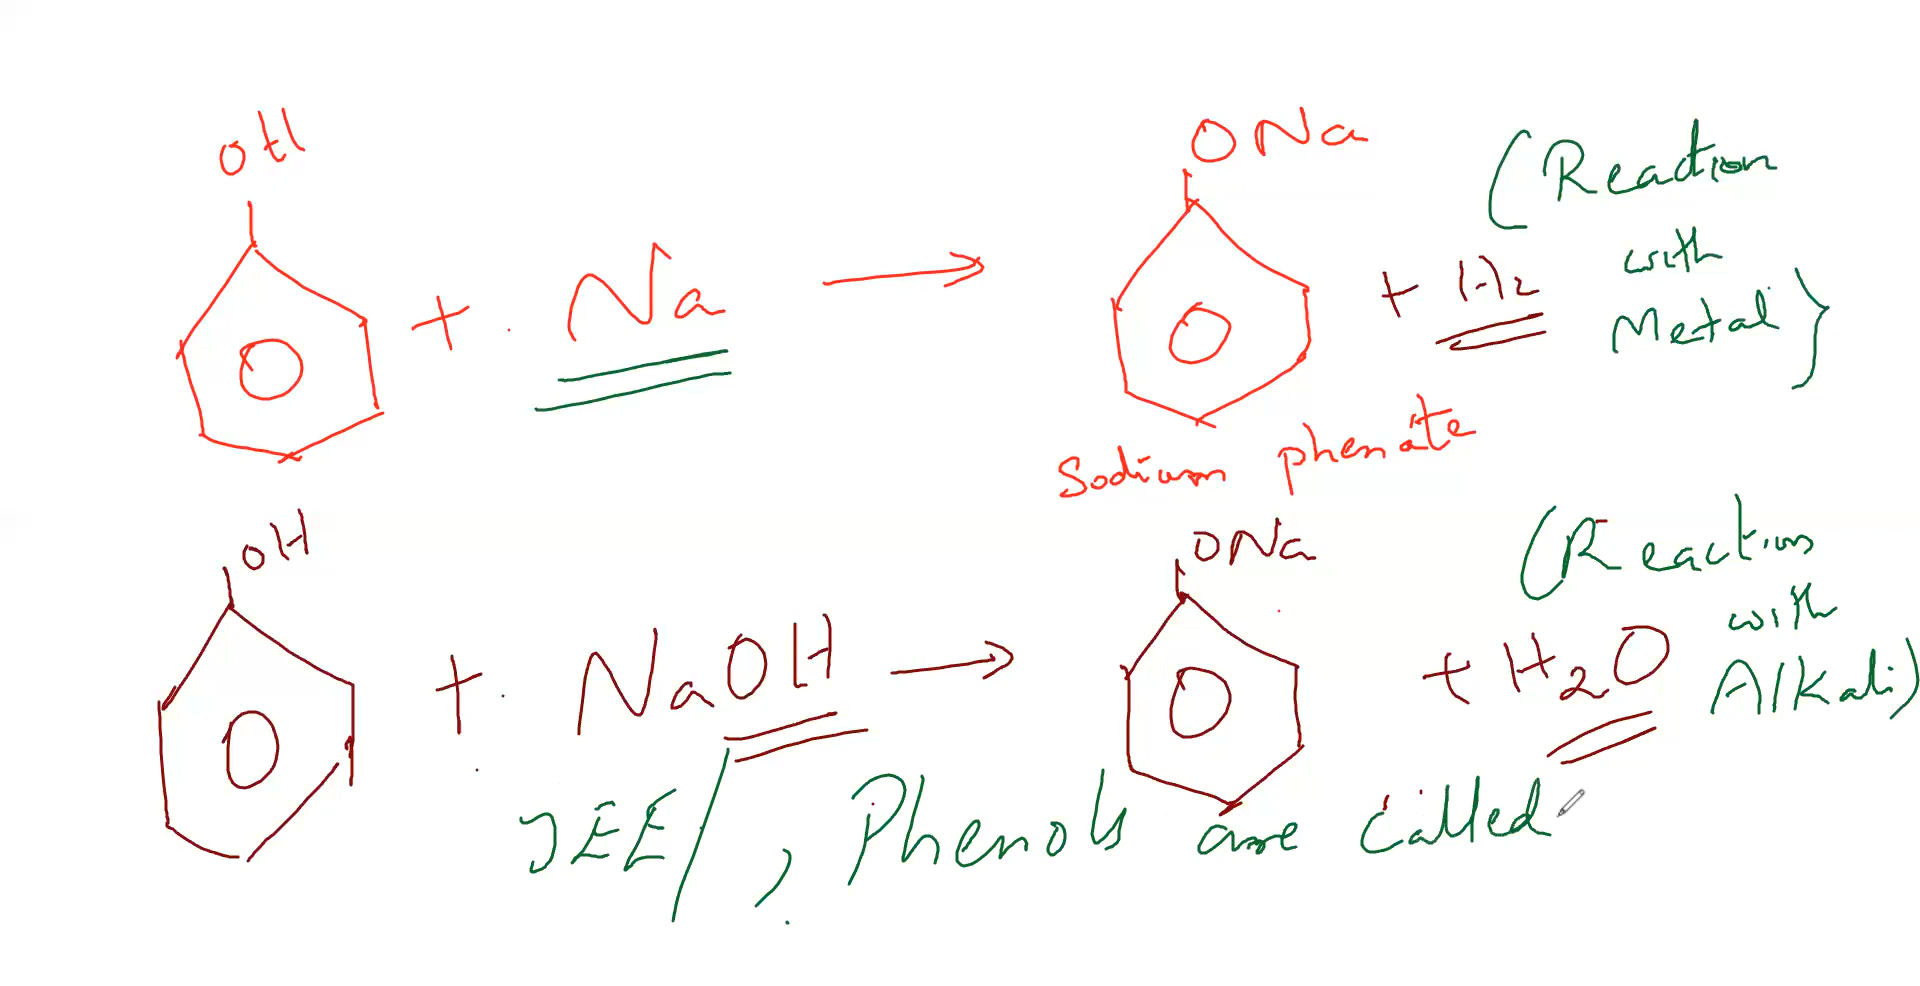 OH + Na → ONa + H2 (Reaction
with
Metal}
Sodium phenate
OH + NaOH → ONa + H2O (Reaction
with
Alkali)
JEE/, Phenols are called